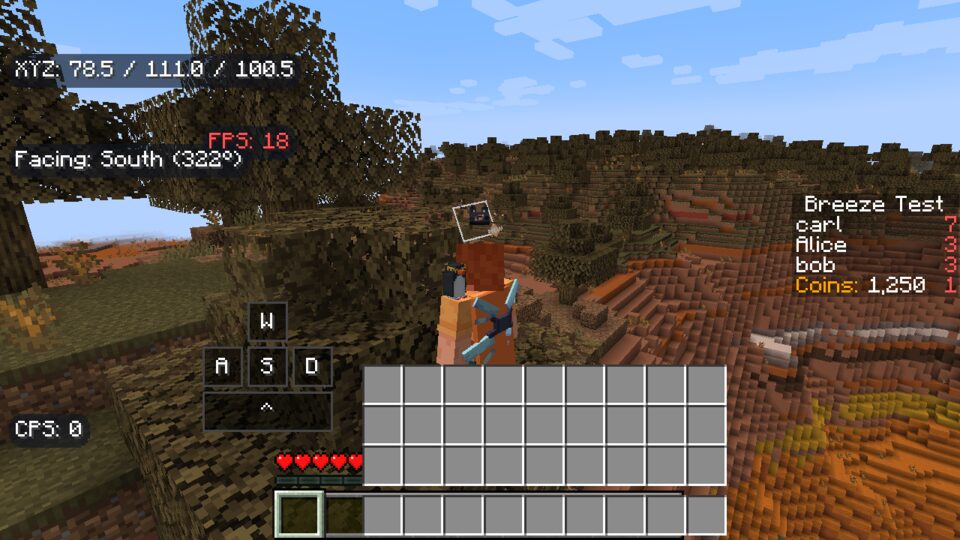 XYZ: 78.5 / 111.0 / 100.5
FPS: 18
Facing: South (322°)
Breeze Test
carl 7
Alice 3
bob 3
Coins: 1,250 1
W
A S D
^
CPS: 0